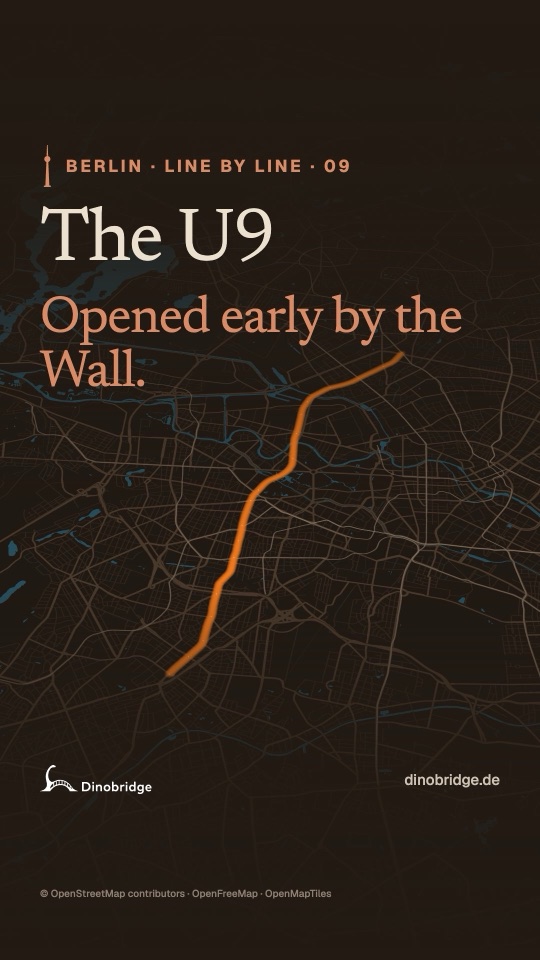 BERLIN · LINE BY LINE · 09
The U9
Opened early by the
Wall.
Dinobridge
dinobridge.de
© OpenStreetMap contributors · OpenFreeMap · OpenMapTiles